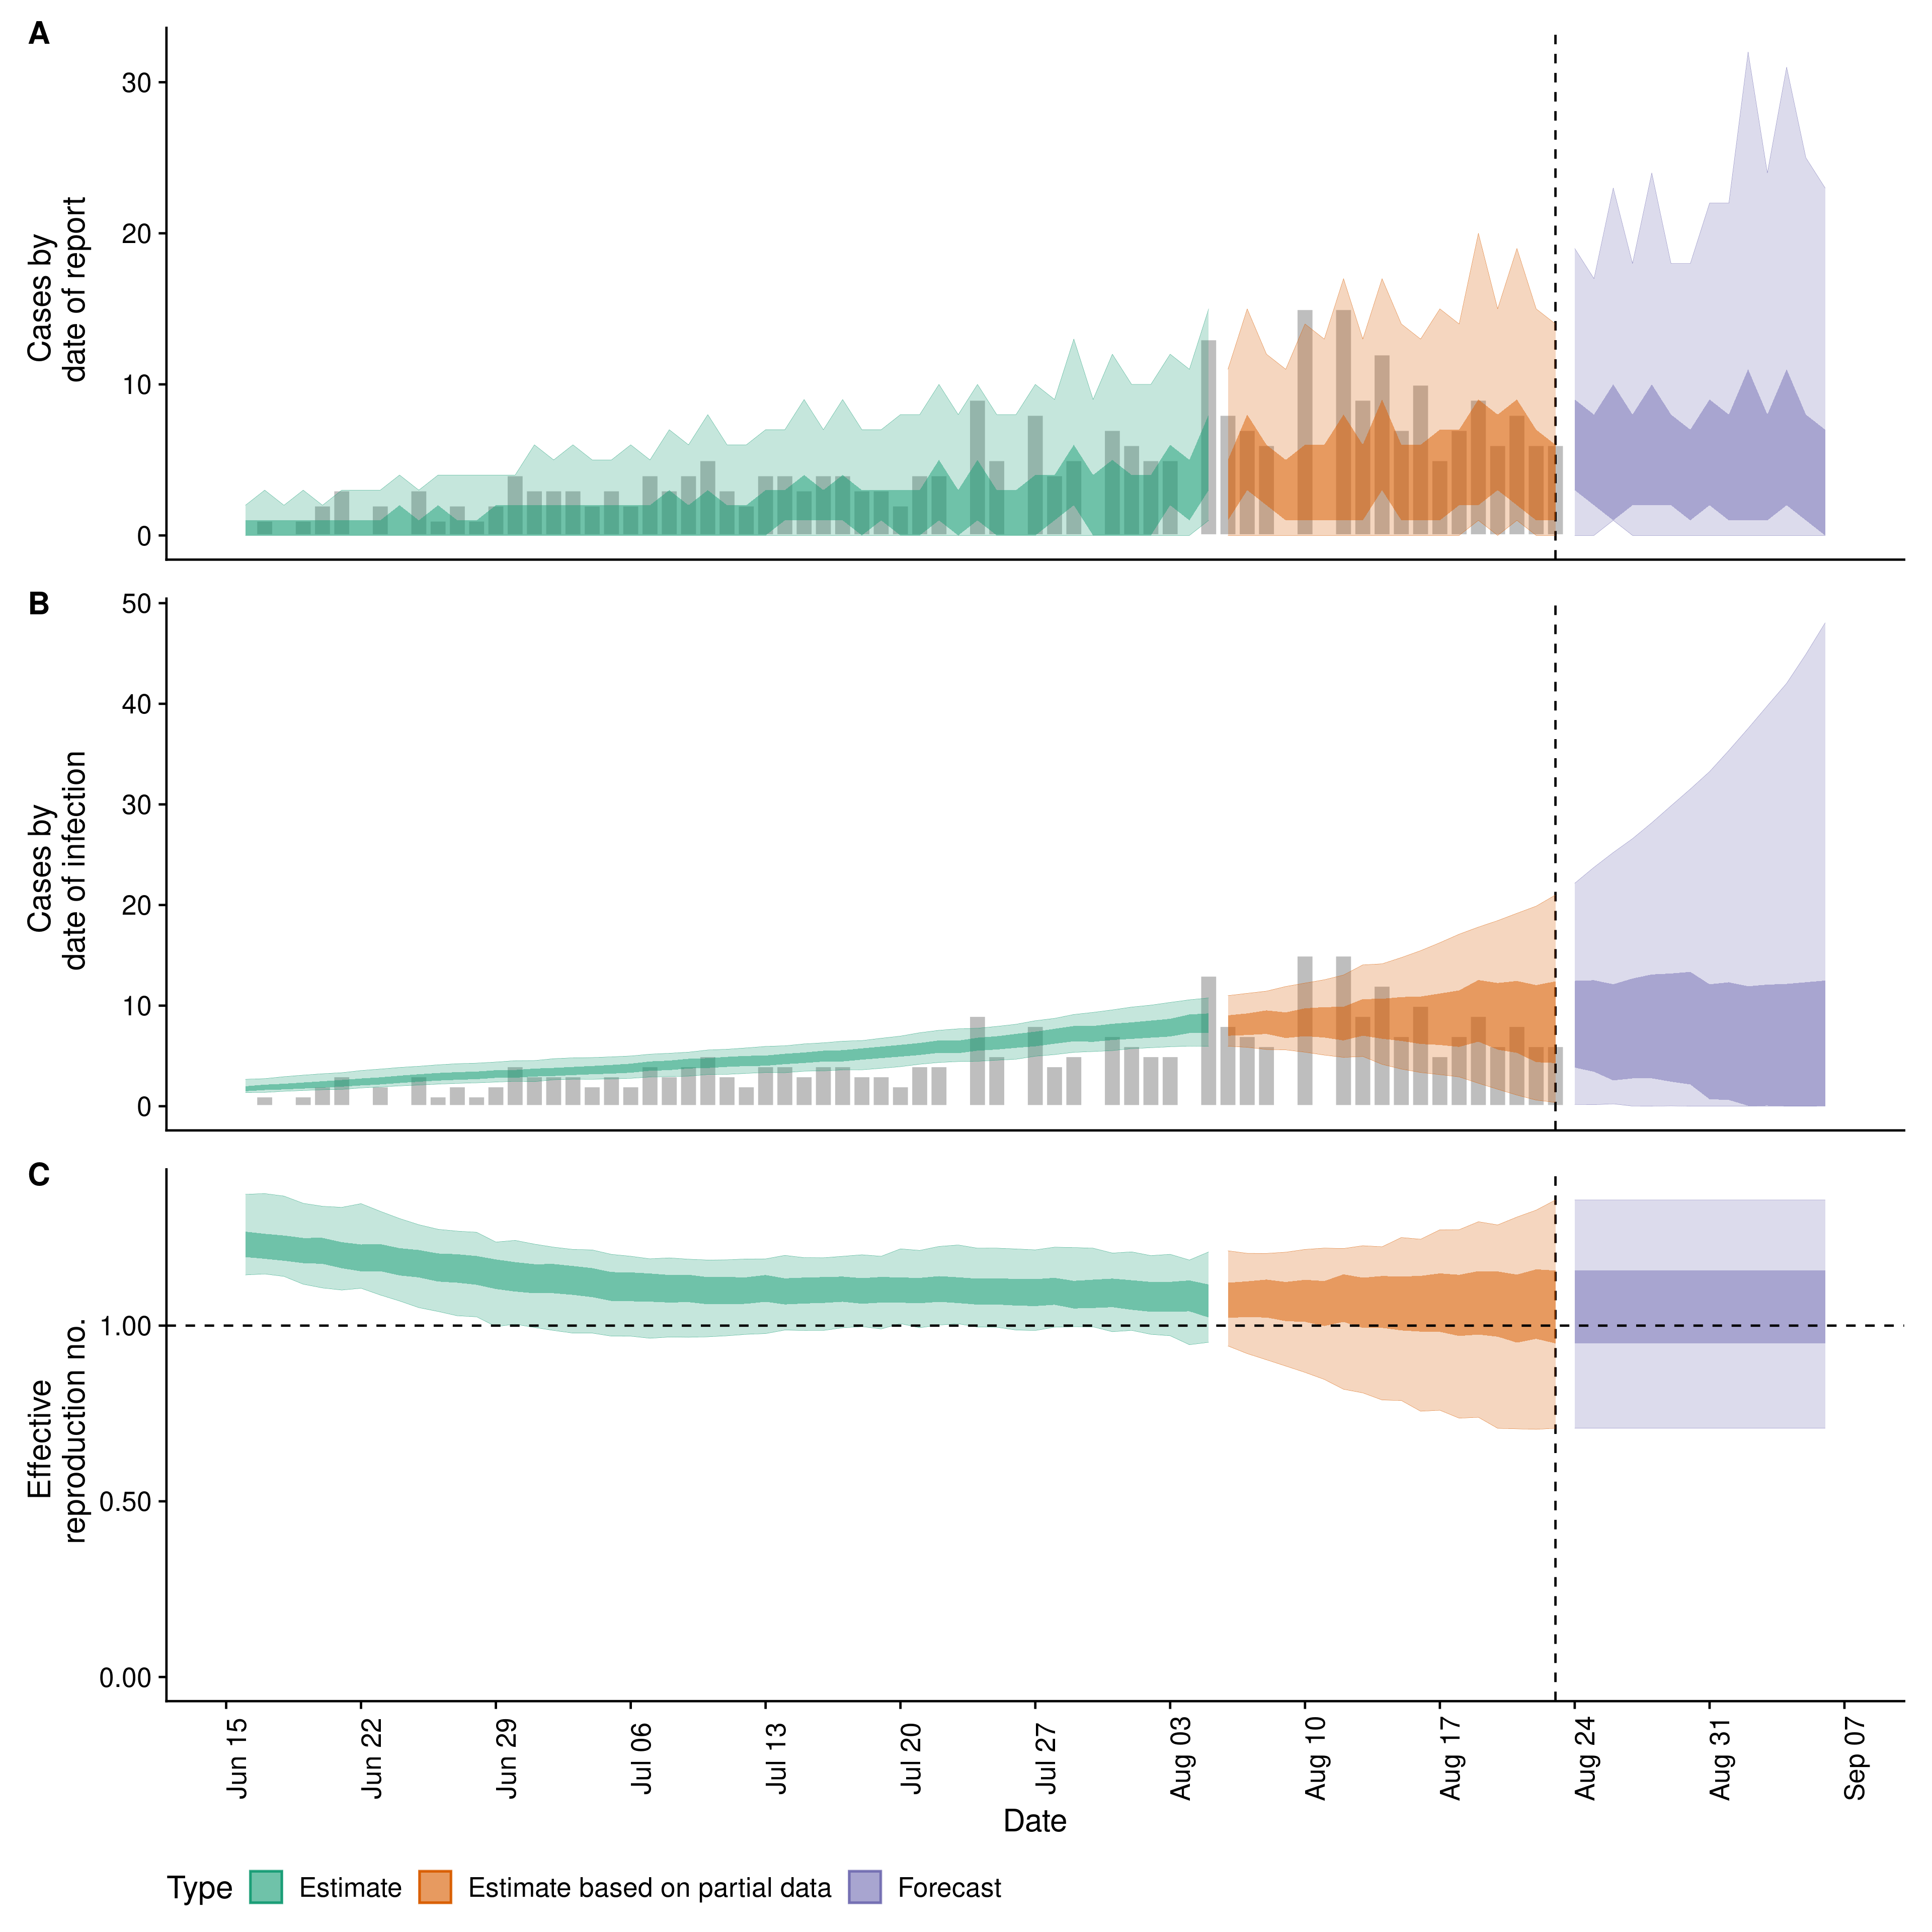 A
30
20
10
0
Cases by
date of report
B
50
40
30
20
10
0
Cases by
date of infection
C
1.00
0.50
0.00
Effective
reproduction no.
Jun 15
Jun 22
Jun 29
Jul 06
Jul 13
Jul 20
Jul 27
Aug 03
Aug 10
Aug 17
Aug 24
Aug 31
Sep 07
Date
Type Estimate Estimate based on partial data Forecast